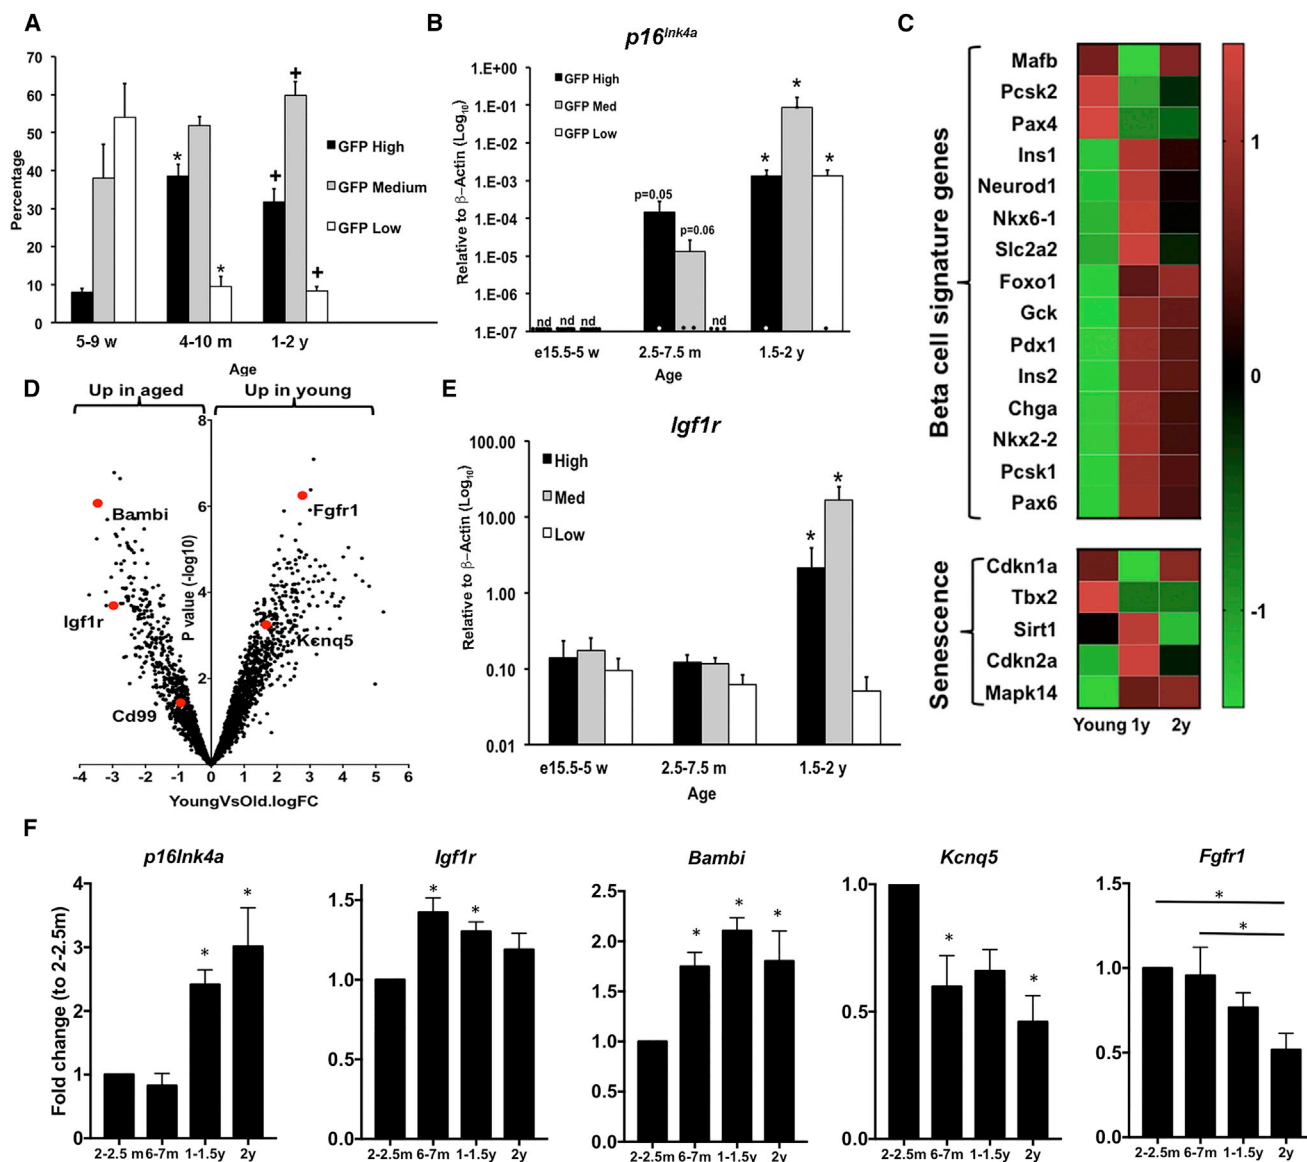 A
70
60
50
40
30
20
10
0
Percentage
GFP High
GFP Medium
GFP Low
*
*
+
+
+
5-9 w
4-10 m
1-2 y
Age
B
p16Ink4a
1.E+00
1.E-01
1.E-02
1.E-03
1.E-04
1.E-05
1.E-06
1.E-07
Relative to β–Actin (Log10)
GFP High
GFP Med
GFP Low
nd nd nd
p=0.05
p=0.06
nd
*
*
*
e15.5-5 w
2.5-7.5 m
1.5-2 y
Age
C
Beta cell signature genes
Mafb
Pcsk2
Pax4
Ins1
Neurod1
Nkx6-1
Slc2a2
Foxo1
Gck
Pdx1
Ins2
Chga
Nkx2-2
Pcsk1
Pax6
Senescence
Cdkn1a
Tbx2
Sirt1
Cdkn2a
Mapk14
Young 1y 2y
1
0
-1
D
Up in aged
Up in young
8
6
4
2
P value (-log10)
Bambi
Igf1r
Cd99
Fgfr1
Kcnq5
-4 -3 -2 -1 0 1 2 3 4 5 6
YoungVsOld.logFC
E
Igf1r
100.00
10.00
1.00
0.10
0.01
Relative to β–Actin (Log10)
High
Med
Low
*
*
e15.5-5 w
2.5-7.5 m
1.5-2 y
Age
F
Fold change (to 2-2.5m)
p16Ink4a
4
3
2
1
0
*
*
2-2.5 m 6-7m 1-1.5y 2y
Igf1r
1.5
1.0
0.5
0.0
*
*
2-2.5m 6-7m 1-1.5y 2y
Bambi
2.5
2.0
1.5
1.0
0.5
0.0
*
*
*
2-2.5m 6-7m 1-1.5y 2y
Kcnq5
1.0
0.5
0.0
*
*
2-2.5m 6-7m 1-1.5y 2y
Fgfr1
1.5
1.0
0.5
0.0
*
*
2-2.5m 6-7m 1-1.5y 2y